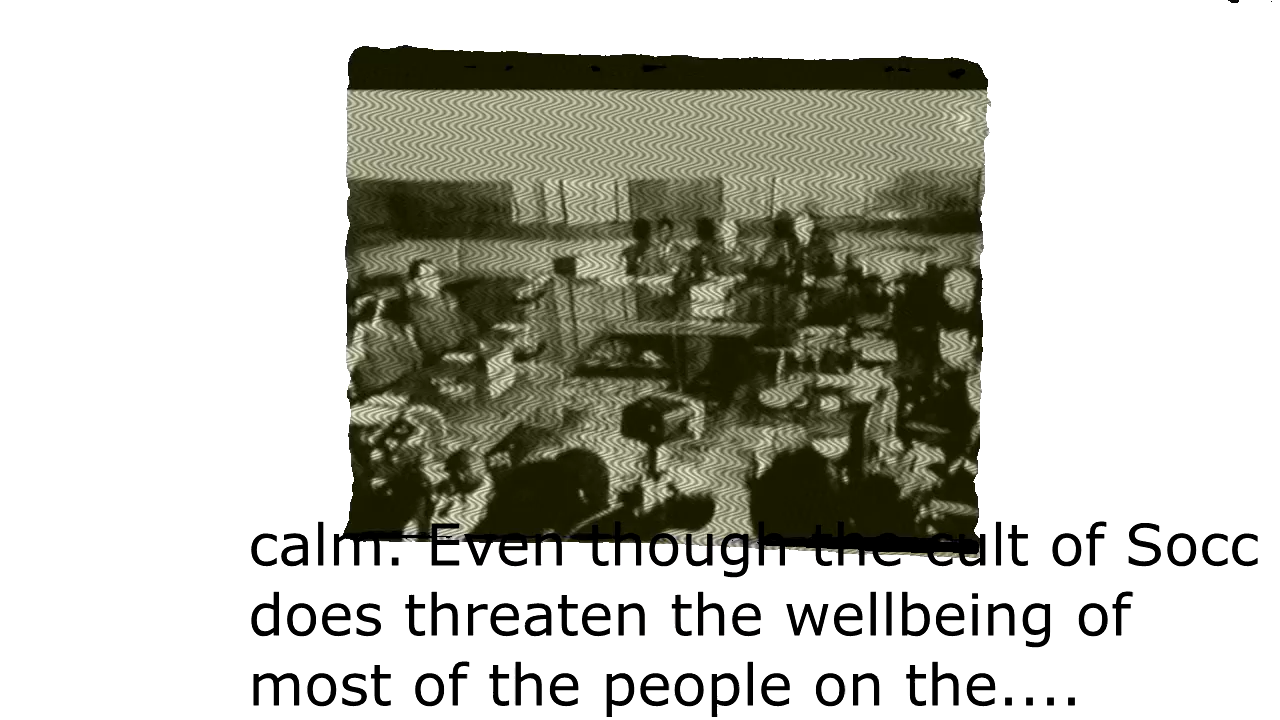 calm. Even though the cult of Socc
does threaten the wellbeing of
most of the people on the....